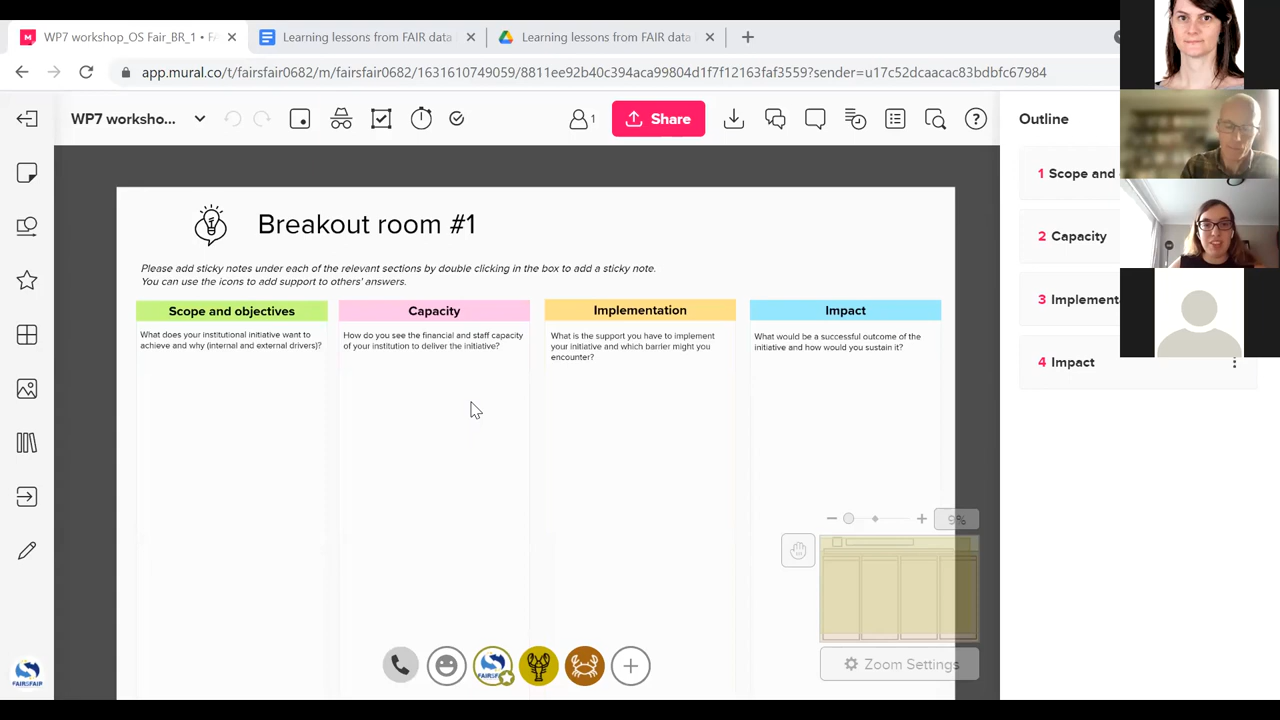 WP7 workshop_OS Fair_BR_1 • F
Learning lessons from FAIR data
Learning lessons from FAIR data
app.mural.co/t/fairsfair0682/m/fairsfair0682/1631610749059/8811ee92b40c394aca99804d1f7f12163faf3559?sender=u17c52dcaacac83bdbfc67984
WP7 worksho...
1
Share
Outline
1 Scope and
2 Capacity
3 Implementa
4 Impact
Breakout room #1
Please add sticky notes under each of the relevant sections by double clicking in the box to add a sticky note.
You can use the icons to add support to others' answers.
Scope and objectives
What does your institutional initiative want to
achieve and why (internal and external drivers)?
Capacity
How do you see the financial and staff capacity
of your institution to deliver the initiative?
Implementation
What is the support you have to implement
your initiative and which barrier might you
encounter?
Impact
What would be a successful outcome of the
initiative and how would you sustain it?
9%
Zoom Settings
FAIRSFAIR
FAIRSFAIR